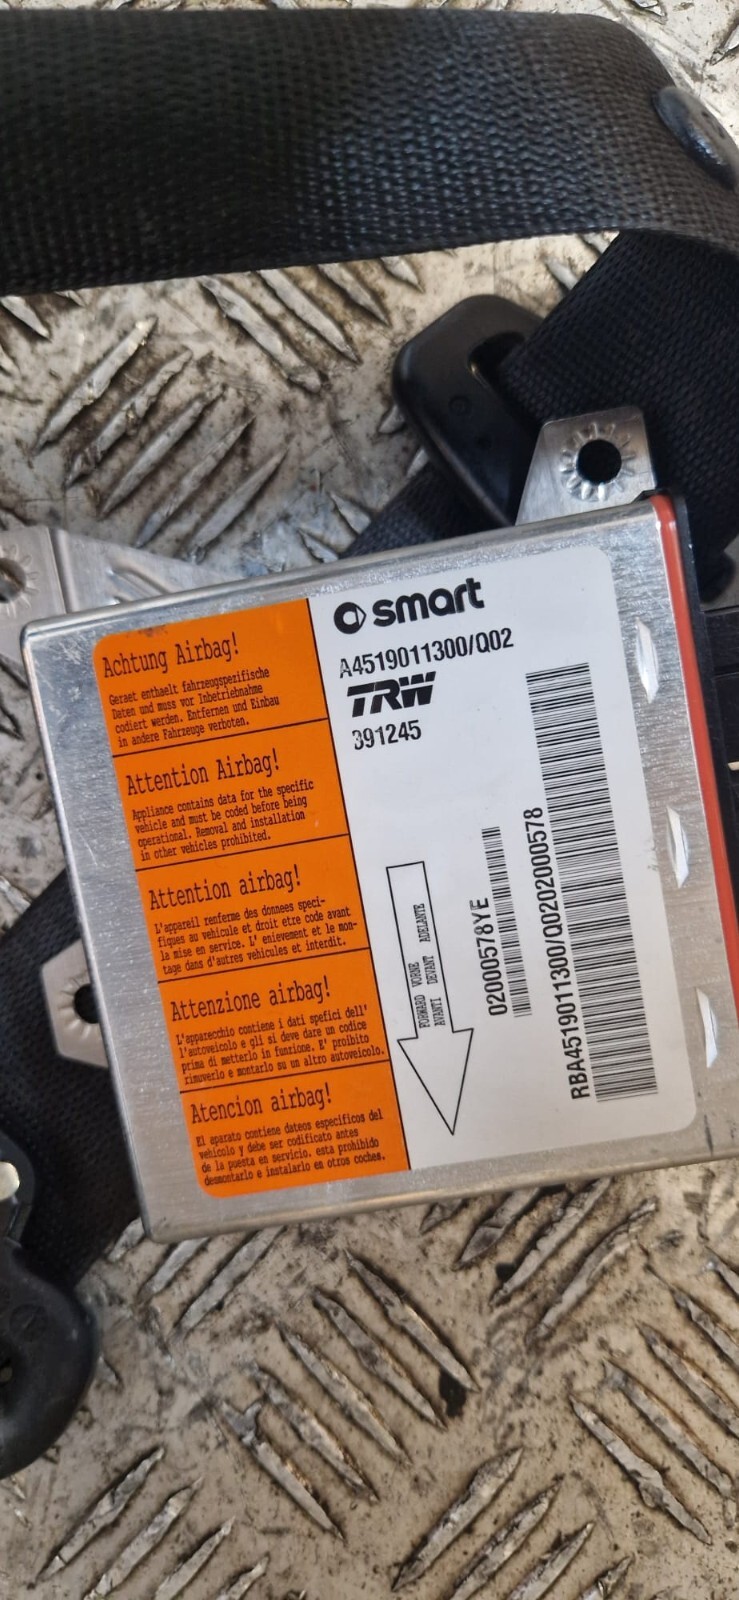 smart
A4519011300/Q02
TRW
391245
Achtung Airbag!
Geraet enthaelt fahrzeugspezifische
Daten und muss vor Inbetriebnahme
codiert werden. Entfernen und Einbau
in andere Fahrzeuge verboten.
Attention Airbag!
Appliance contains data for the specific
vehicle and must be coded before being
operational. Removal and installation
in other vehicles prohibited.
Attention airbag!
L'appareil renferme des donnees speci-
fiques au vehicule et droit etre code avant
la mise en service. L' enievement et le mon-
tage dans d'autres vehicules et interdit.
Attenzione airbag!
L'apparecchio contiene i dati spefici dell'
l'autoveicolo e gli si deve dare un codice
prima di metterlo in funzione. E' proibito
rimuverlo e montarlo su un altro autoveicolo.
Atencion airbag!
El aparato contiene dateos especificos del
vehiculo y debe ser codificato antes
de la puesta en servicio. esta prohibido
desmontarlo e instalarlo en otros coches.
FORWARD VORNE
AVANTI DEVANT ADELANTE
02000578YE
RBA4519011300/Q0202000578